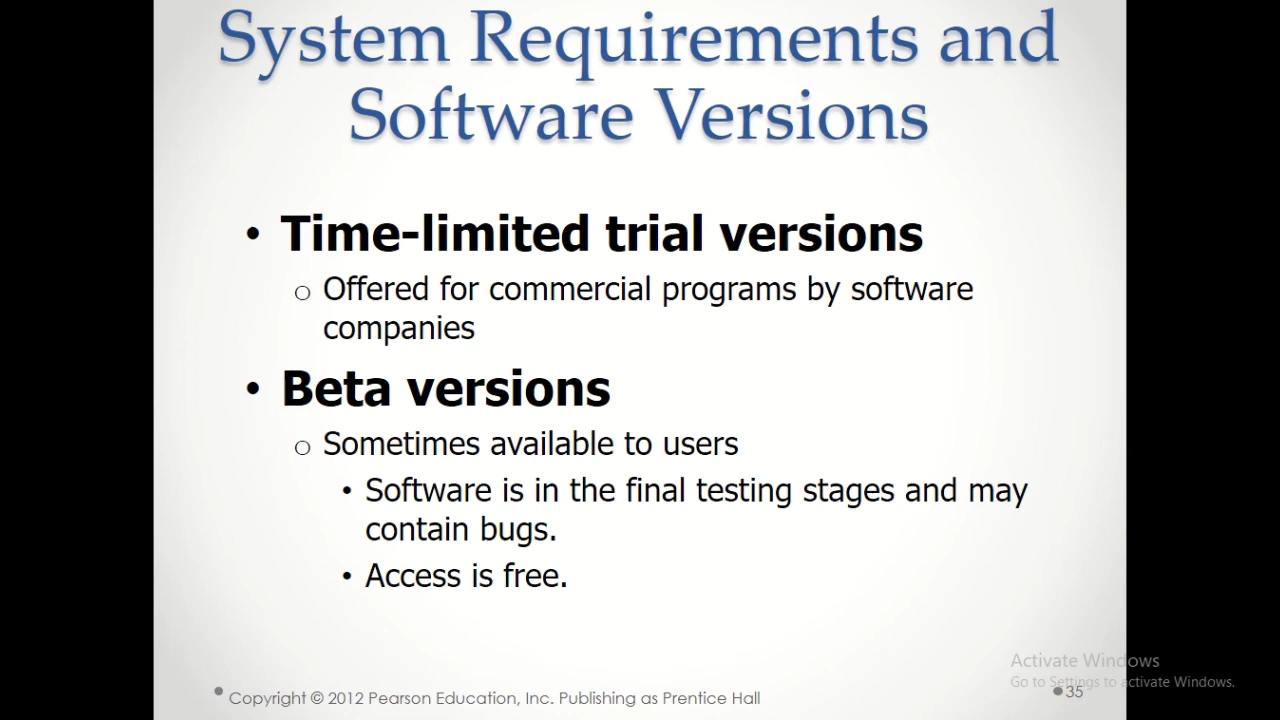 System Requirements and
Software Versions
• Time-limited trial versions
o Offered for commercial programs by software
companies
• Beta versions
o Sometimes available to users
• Software is in the final testing stages and may
contain bugs.
• Access is free.
Activate Windows
Go to Settings to activate Windows.
• Copyright © 2012 Pearson Education, Inc. Publishing as Prentice Hall
• 35